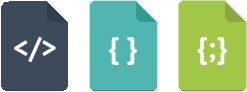 </> { } {;}